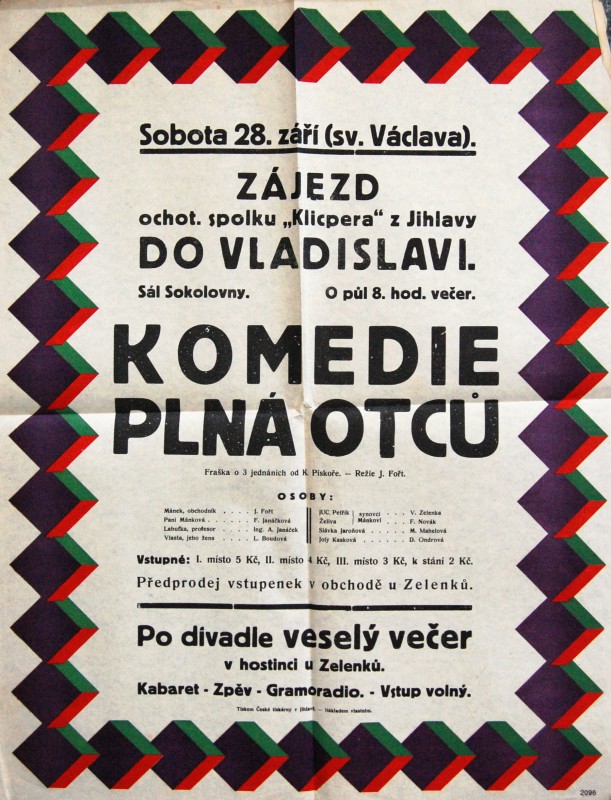 Sobota 28. září (sv. Václava).
ZÁJEZD
ochot. spolku „Klicpera“ z Jihlavy
DO VLADISLAVI.
Sál Sokolovny. O půl 8. hod. večer.
KOMEDIE
PLNÁ OTCŮ
Fraška o 3 jednáních od K. Piskoře. — Režie J. Fořt.
OSOBY:
Mánek, obchodník . . . . J. Fořt
Paní Mánková . . . . . . F. Janáčková
Labuťka, profesor . . . . Ing. A. Janáček
Vlasta, jeho žena . . . . L. Boudová
JUC. Petřík synovci . . . V. Zelenka
Želiva Mánkovi . . . F. Novák
Slávka Jaroňová . . . . . M. Mahelová
Joly Kasková . . . . . . D. Ondrová
Vstupné: I. místo 5 Kč, II. místo 4 Kč, III. místo 3 Kč, k stání 2 Kč.
Předprodej vstupenek v obchodě u Zelenků.
Po divadle veselý večer
v hostinci u Zelenků.
Kabaret - Zpěv - Gramoradio. - Vstup volný.
Tiskem České tiskárny v Jihlavě. — Nákladem vlastním.
2096